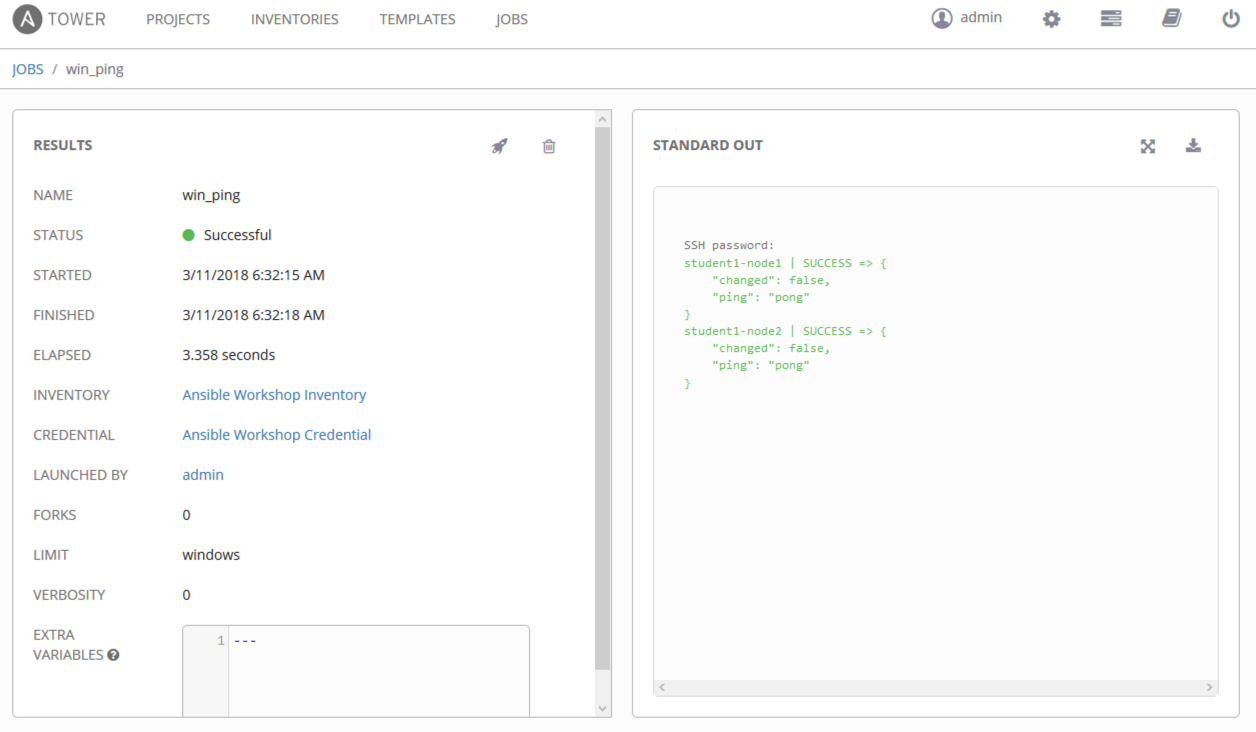 A TOWER PROJECTS INVENTORIES TEMPLATES JOBS admin
JOBS / win_ping
RESULTS
NAME win_ping
STATUS Successful
STARTED 3/11/2018 6:32:15 AM
FINISHED 3/11/2018 6:32:18 AM
ELAPSED 3.358 seconds
INVENTORY Ansible Workshop Inventory
CREDENTIAL Ansible Workshop Credential
LAUNCHED BY admin
FORKS 0
LIMIT windows
VERBOSITY 0
EXTRA
VARIABLES ?
1 ---
STANDARD OUT
SSH password:
student1-node1 | SUCCESS => {
    "changed": false,
    "ping": "pong"
}
student1-node2 | SUCCESS => {
    "changed": false,
    "ping": "pong"
}